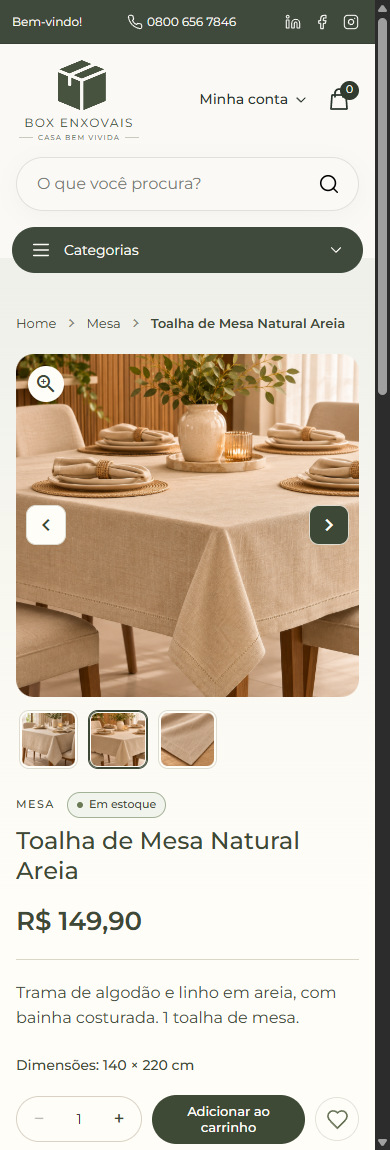 Bem-vindo!
0800 656 7846
BOX ENXOVAIS
CASA BEM VIVIDA
Minha conta
0
O que você procura?
Categorias
Home > Mesa > Toalha de Mesa Natural Areia
MESA
Em estoque
Toalha de Mesa Natural
Areia
R$ 149,90
Trama de algodão e linho em areia, com
bainha costurada. 1 toalha de mesa.
Dimensões: 140 × 220 cm
− 1 +
Adicionar ao
carrinho